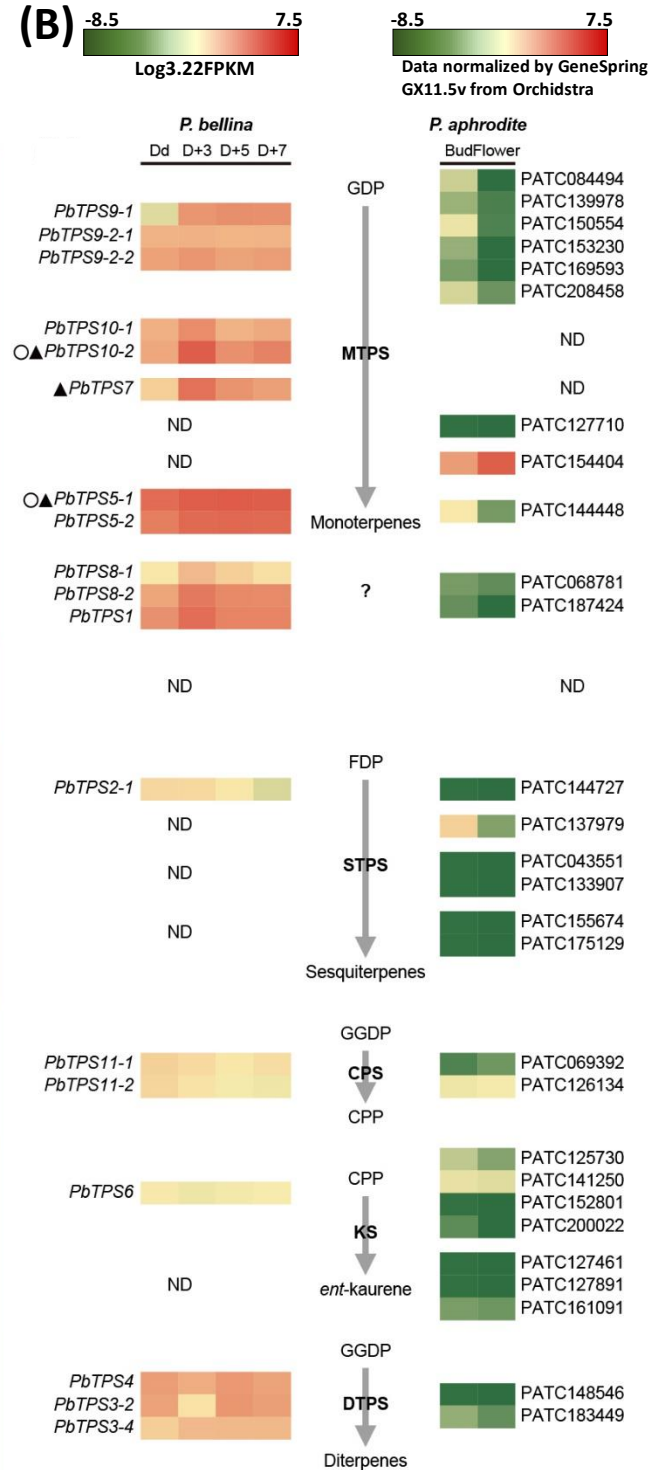 (B)
-8.5 7.5
Log3.22FPKM
-8.5 7.5
Data normalized by GeneSpring
GX11.5v from Orchidstra
P. bellina
Dd D+3 D+5 D+7
P. aphrodite
BudFlower
GDP
MTPS
Monoterpenes
PbTPS9-1
PbTPS9-2-1
PbTPS9-2-2
PATC084494
PATC139978
PATC150554
PATC153230
PATC169593
PATC208458
PbTPS10-1
○▲PbTPS10-2
ND
▲PbTPS7
ND
ND
PATC127710
ND
PATC154404
○▲PbTPS5-1
PbTPS5-2
PATC144448
PbTPS8-1
PbTPS8-2
PbTPS1
?
PATC068781
PATC187424
ND
ND
FDP
STPS
Sesquiterpenes
PbTPS2-1
PATC144727
ND
PATC137979
ND
PATC043551
PATC133907
ND
PATC155674
PATC175129
GGDP
CPS
CPP
PbTPS11-1
PbTPS11-2
PATC069392
PATC126134
CPP
KS
ent-kaurene
PbTPS6
PATC125730
PATC141250
PATC152801
PATC200022
ND
PATC127461
PATC127891
PATC161091
GGDP
DTPS
Diterpenes
PbTPS4
PbTPS3-2
PbTPS3-4
PATC148546
PATC183449